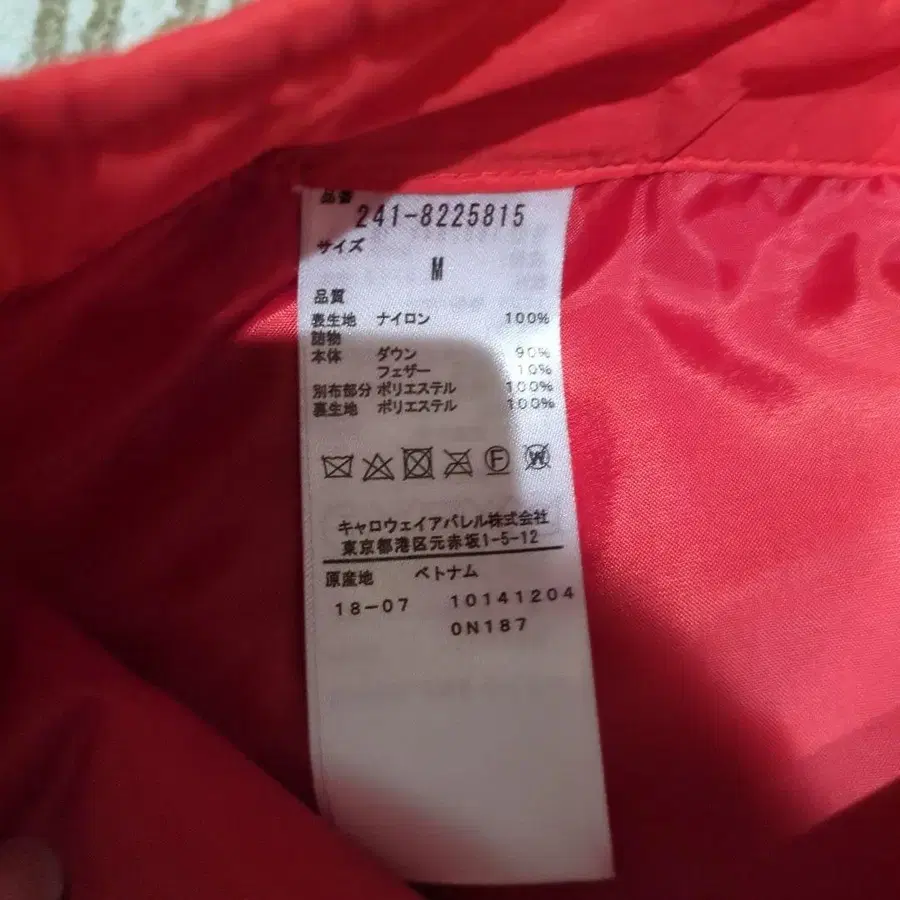 品番
241-8225815
サイズ
M
品質
表生地 ナイロン 100%
詰物
本体 ダウン 90%
フェザー 10%
別布部分 ポリエステル 100%
裏生地 ポリエステル 100%
F W
キャロウェイアパレル株式会社
東京都港区元赤坂1-5-12
原産地 ベトナム
18-07 10141204
0N187